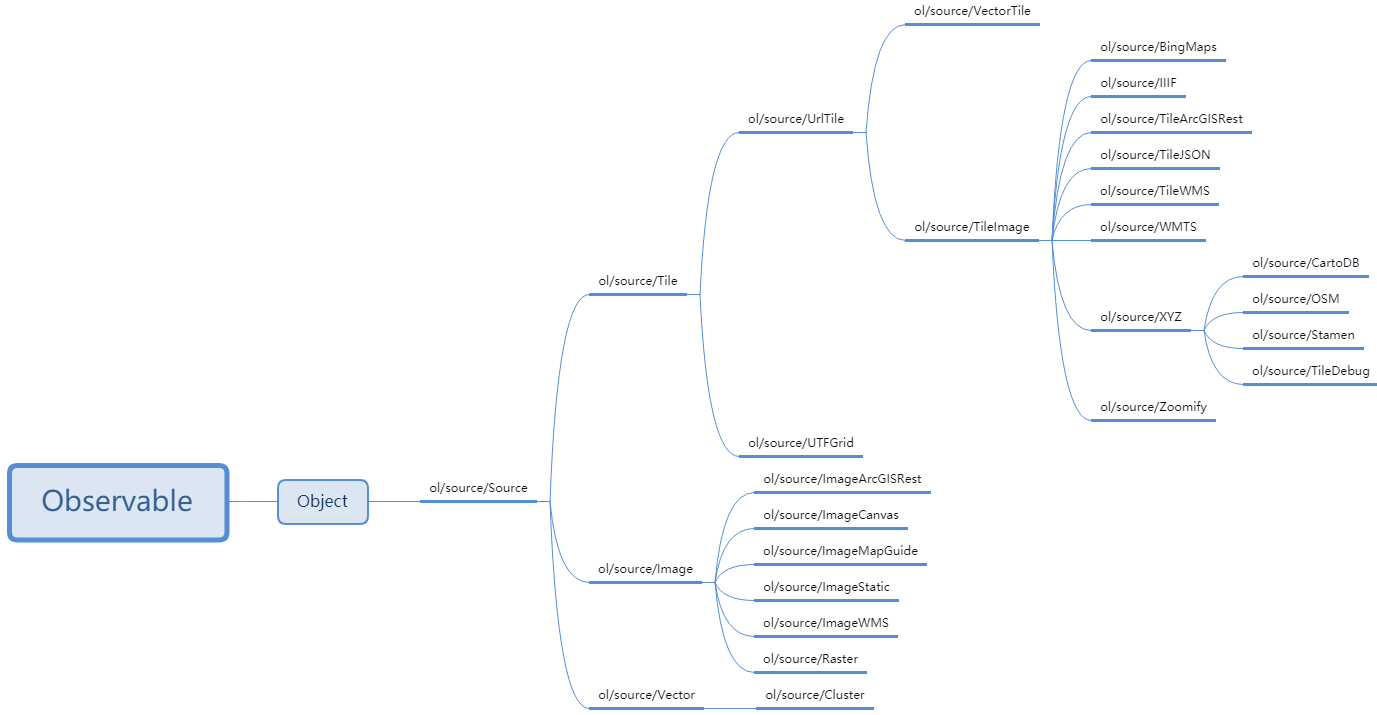 Observable
Object
ol/source/Source
ol/source/Tile
ol/source/UrlTile
ol/source/VectorTile
ol/source/TileImage
ol/source/BingMaps
ol/source/IIIF
ol/source/TileArcGISRest
ol/source/TileJSON
ol/source/TileWMS
ol/source/WMTS
ol/source/XYZ
ol/source/CartoDB
ol/source/OSM
ol/source/Stamen
ol/source/TileDebug
ol/source/Zoomify
ol/source/UTFGrid
ol/source/Image
ol/source/ImageArcGISRest
ol/source/ImageCanvas
ol/source/ImageMapGuide
ol/source/ImageStatic
ol/source/ImageWMS
ol/source/Raster
ol/source/Vector
ol/source/Cluster